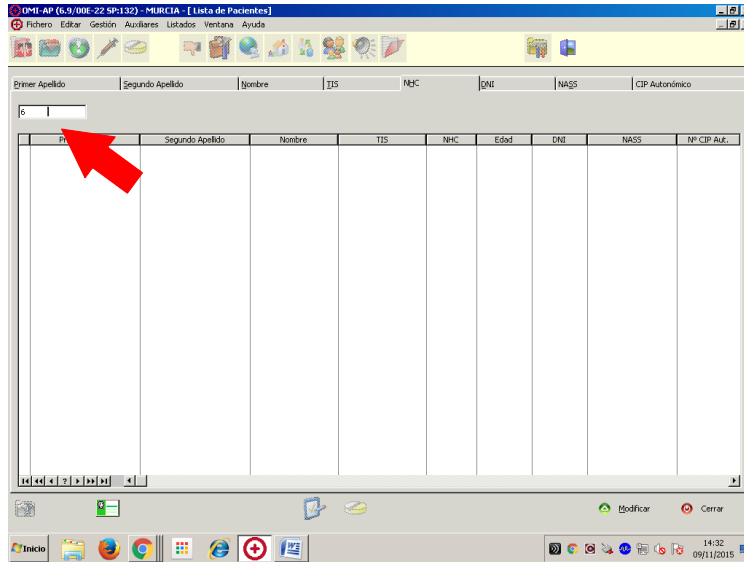 OMI-AP (6.9/00E-22 SP:132) - MURCIA - [ Lista de Pacientes]
Fichero Editar Gestión Auxiliares Listados Ventana Ayuda
Primer Apellido Segundo Apellido Nombre TIS NHC DNI NASS CIP Autonómico
6
Segundo Apellido Nombre TIS NHC Edad DNI NASS Nº CIP Aut.
Modificar Cerrar
Inicio 14:32
09/11/2015